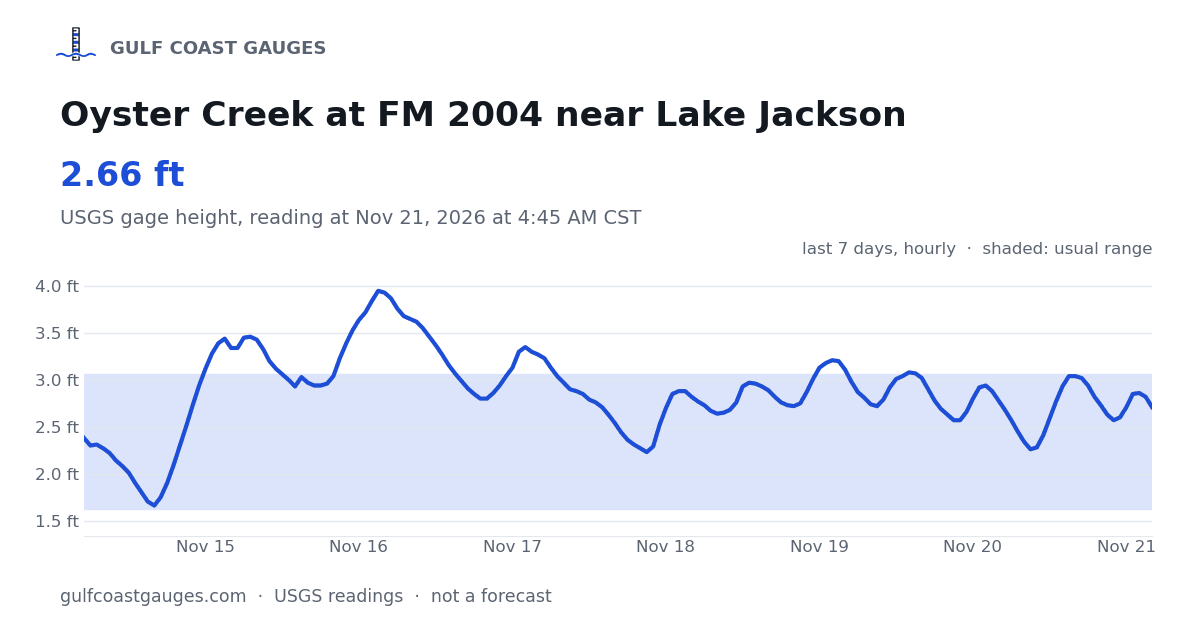 GULF COAST GAUGES
Oyster Creek at FM 2004 near Lake Jackson
2.66 ft
USGS gage height, reading at Nov 21, 2026 at 4:45 AM CST
last 7 days, hourly · shaded: usual range
4.0 ft
3.5 ft
3.0 ft
2.5 ft
2.0 ft
1.5 ft
Nov 15 Nov 16 Nov 17 Nov 18 Nov 19 Nov 20 Nov 21
gulfcoastgauges.com · USGS readings · not a forecast